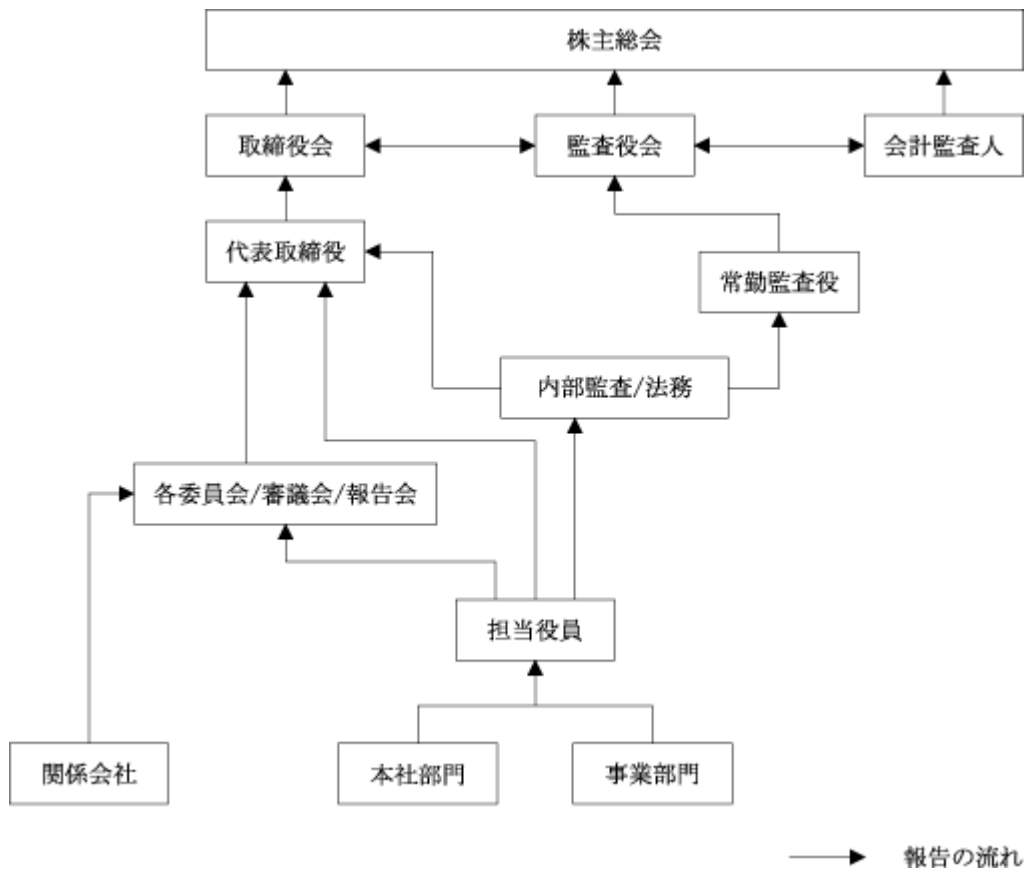 株主総会
取締役会
監査役会
会計監査人
代表取締役
常勤監査役
内部監査/法務
各委員会/審議会/報告会
担当役員
関係会社
本社部門
事業部門
報告の流れ